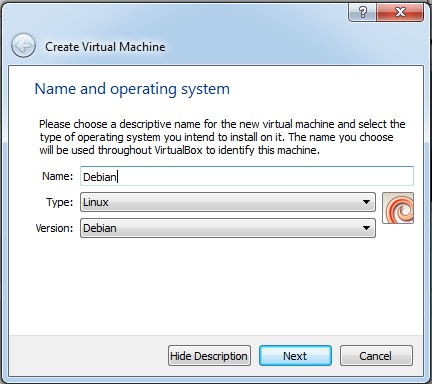 Create Virtual Machine
Name and operating system
Please choose a descriptive name for the new virtual machine and select the
type of operating system you intend to install on it. The name you choose
will be used throughout VirtualBox to identify this machine.
Name: Debian
Type: Linux
Version: Debian
Hide Description Next Cancel